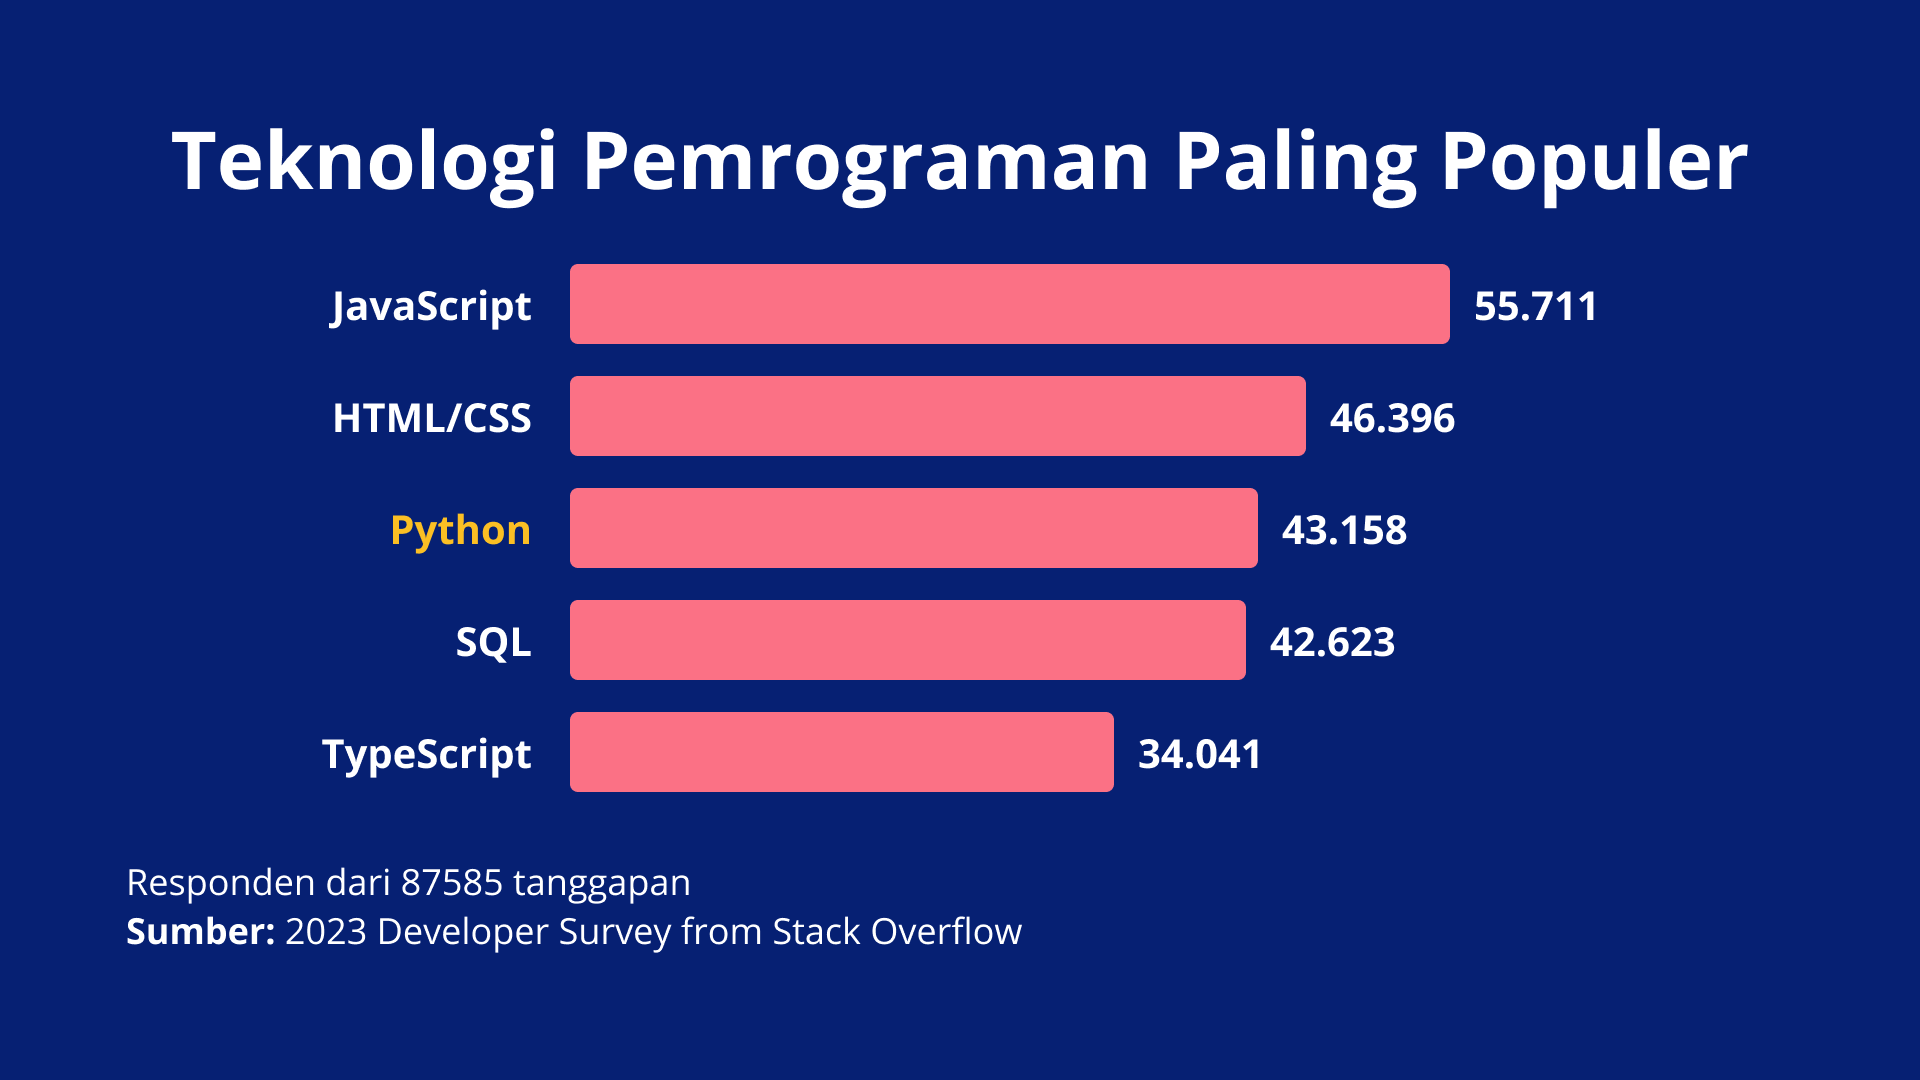 Teknologi Pemrograman Paling Populer
JavaScript 55.711
HTML/CSS 46.396
Python 43.158
SQL 42.623
TypeScript 34.041
Responden dari 87585 tanggapan
Sumber: 2023 Developer Survey from Stack Overflow